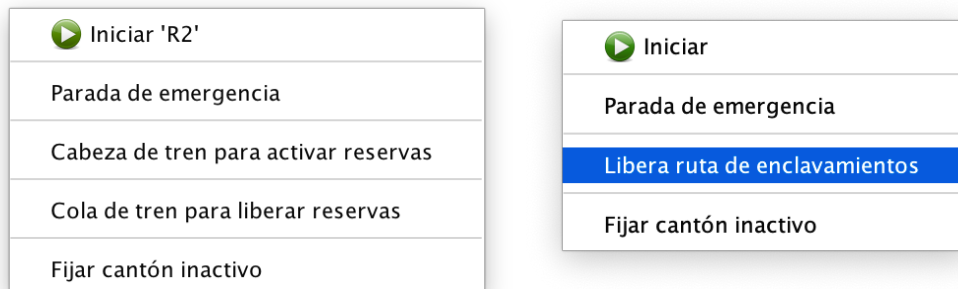 Iniciar 'R2'
Parada de emergencia
Cabeza de tren para activar reservas
Cola de tren para liberar reservas
Fijar cantón inactivo
Iniciar
Parada de emergencia
Libera ruta de enclavamientos
Fijar cantón inactivo